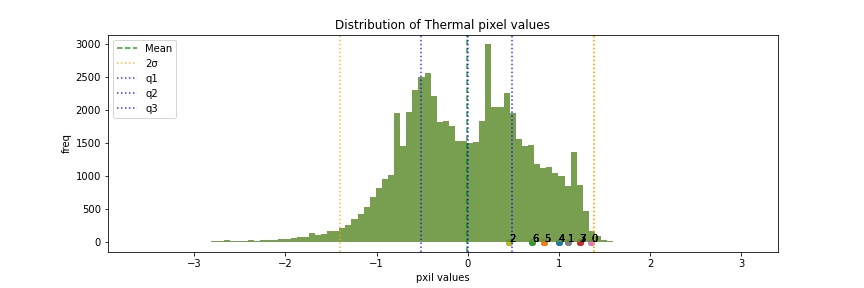 Distribution of Thermal pixel values
3000
2500
2000
1500
1000
500
0
freq
Mean
2σ
q1
q2
q3
2 6 5 4 1 3 0
−3 −2 −1 0 1 2 3
pxil values